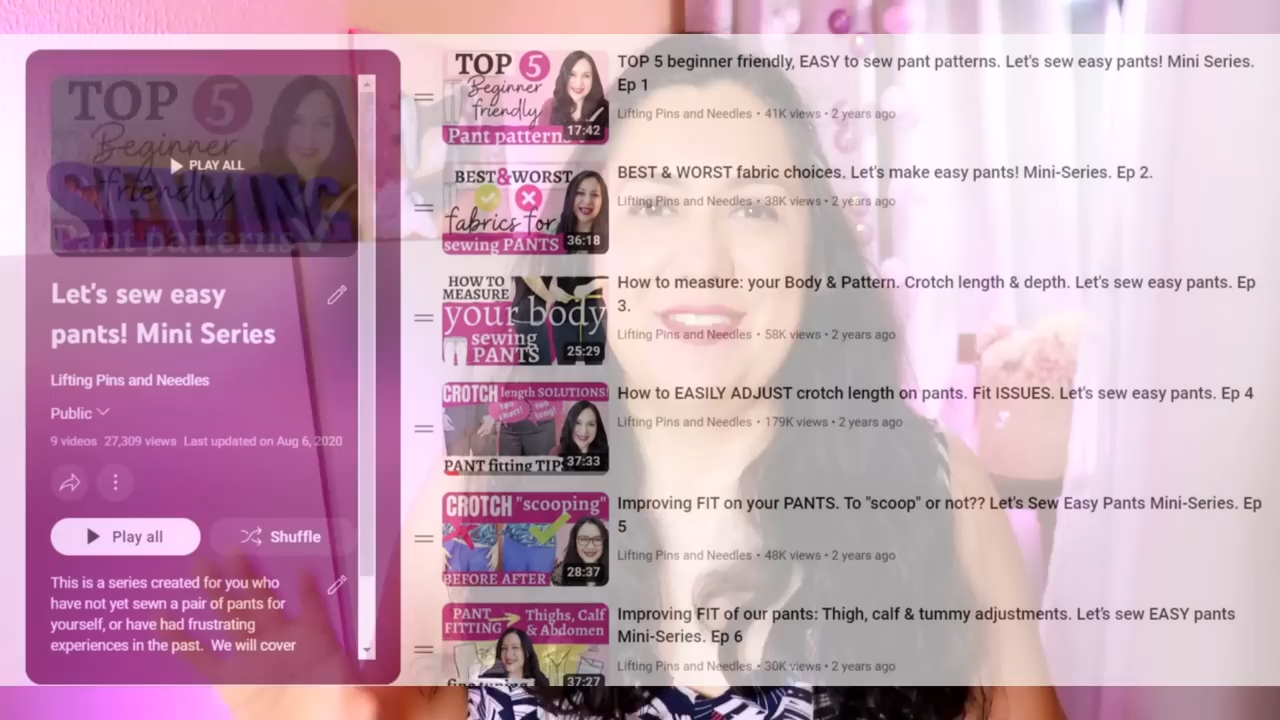 TOP 5
Beginner
friendly
SEWING
Pant patterns
PLAY ALL
Let's sew easy
pants! Mini Series
Lifting Pins and Needles
Public
9 videos 27,309 views Last updated on Aug 6, 2020
Play all
Shuffle
This is a series created for you who
have not yet sewn a pair of pants for
yourself, or have had frustrating
experiences in the past. We will cover
TOP 5
Beginner
friendly
Pant pattern
17:42
TOP 5 beginner friendly, EASY to sew pant patterns. Let's sew easy pants! Mini Series.
Ep 1
Lifting Pins and Needles • 41K views • 2 years ago
BEST & WORST
fabrics for
sewing PANTS
36:18
BEST & WORST fabric choices. Let's make easy pants! Mini-Series. Ep 2.
Lifting Pins and Needles • 38K views • 2 years ago
HOW TO
MEASURE
your body
sewing
PANTS
25:29
How to measure: your Body & Pattern. Crotch length & depth. Let's sew easy pants. Ep
3.
Lifting Pins and Needles • 58K views • 2 years ago
CROTCH length SOLUTIONS!
too short!
too long!
PANT fitting TIP
37:33
How to EASILY ADJUST crotch length on pants. Fit ISSUES. Let's sew easy pants. Ep 4
Lifting Pins and Needles • 179K views • 2 years ago
CROTCH "scooping"
BEFORE AFTER
28:37
Improving FIT on your PANTS. To "scoop" or not?? Let's Sew Easy Pants Mini-Series. Ep
5
Lifting Pins and Needles • 48K views • 2 years ago
PANT
FITTING
Thighs, Calf
& Abdomen
fine tuning
37:27
Improving FIT of our pants: Thigh, calf & tummy adjustments. Let's sew EASY pants
Mini-Series. Ep 6
Lifting Pins and Needles • 30K views • 2 years ago